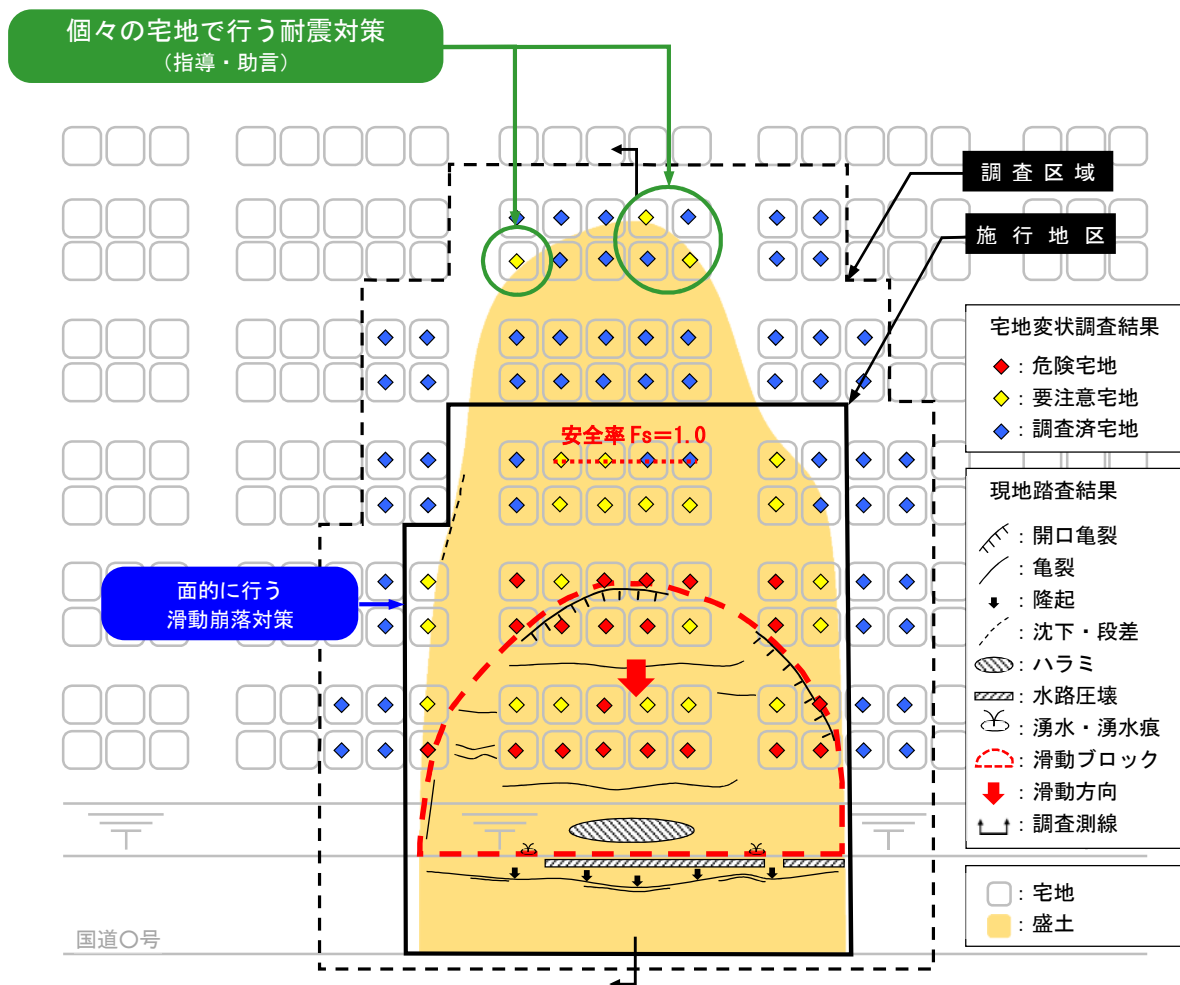 個々の宅地で行う耐震対策
（指導・助言）
調査区域
施行地区
宅地変状調査結果
：危険宅地
：要注意宅地
：調査済宅地
安全率Fs＝1.0
現地踏査結果
：開口亀裂
：亀裂
：隆起
：沈下・段差
：ハラミ
：水路圧壊
：湧水・湧水痕
：滑動ブロック
：滑動方向
：調査測線
面的に行う
滑動崩落対策
：宅地
：盛土
国道〇号